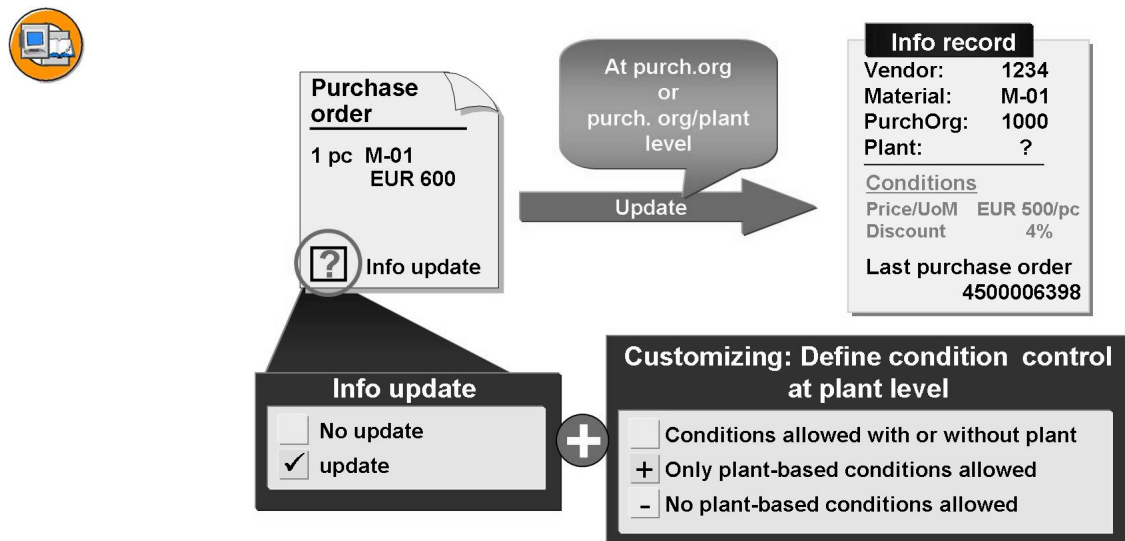 Purchase
order
1 pc M-01
EUR 600
? Info update
At purch.org
or
purch. org/plant
level
Update
Info record
Vendor: 1234
Material: M-01
PurchOrg: 1000
Plant: ?
Conditions
Price/UoM EUR 500/pc
Discount 4%
Last purchase order
4500006398
Info update
No update
✓ update
+
Customizing: Define condition control
at plant level
Conditions allowed with or without plant
+ Only plant-based conditions allowed
- No plant-based conditions allowed